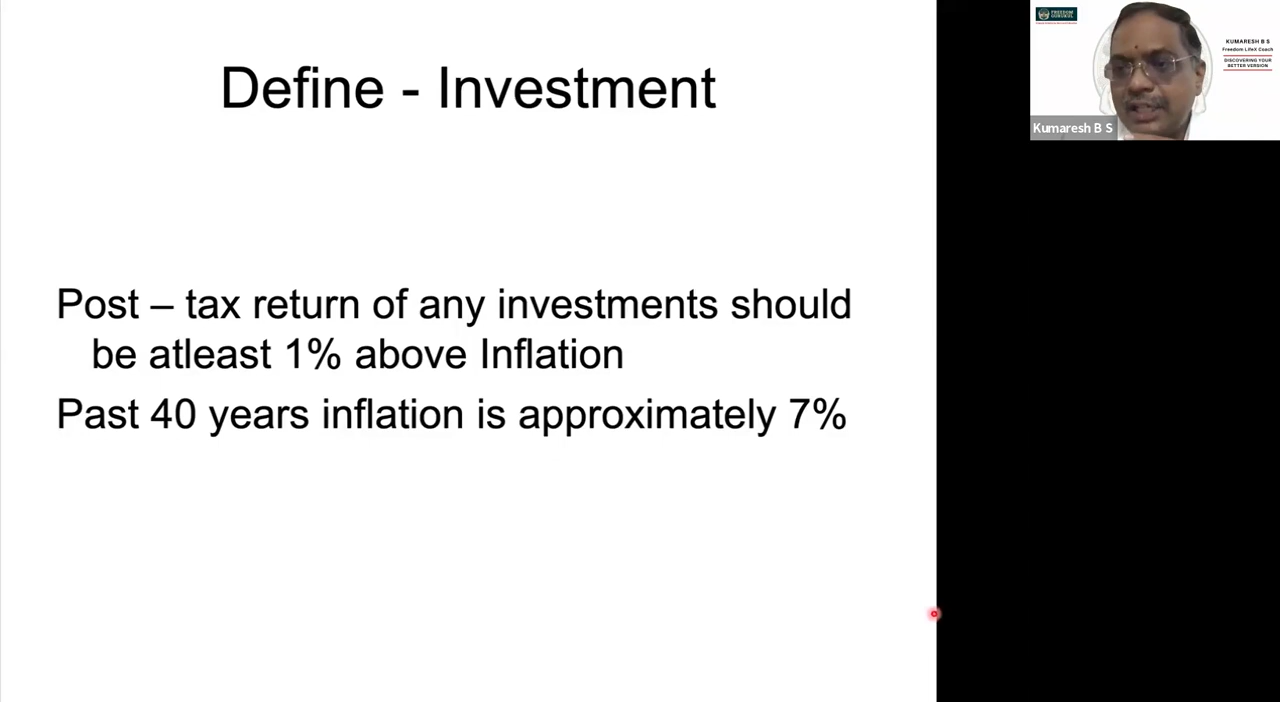 Define - Investment
Post – tax return of any investments should
be atleast 1% above Inflation
Past 40 years inflation is approximately 7%
FREEDOM
KUMARESH B S
Freedom LifeX Coach
DISCOVERING YOUR
BETTER VERSION
Kumaresh B S